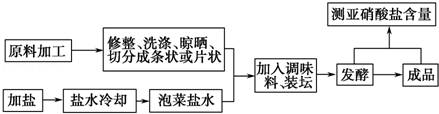 测亚硝酸盐含量
原料加工
修整、洗涤、晾晒、
切分成条状或片状
加盐
盐水冷却
泡菜盐水
加入调味
料、装坛
发酵
成品